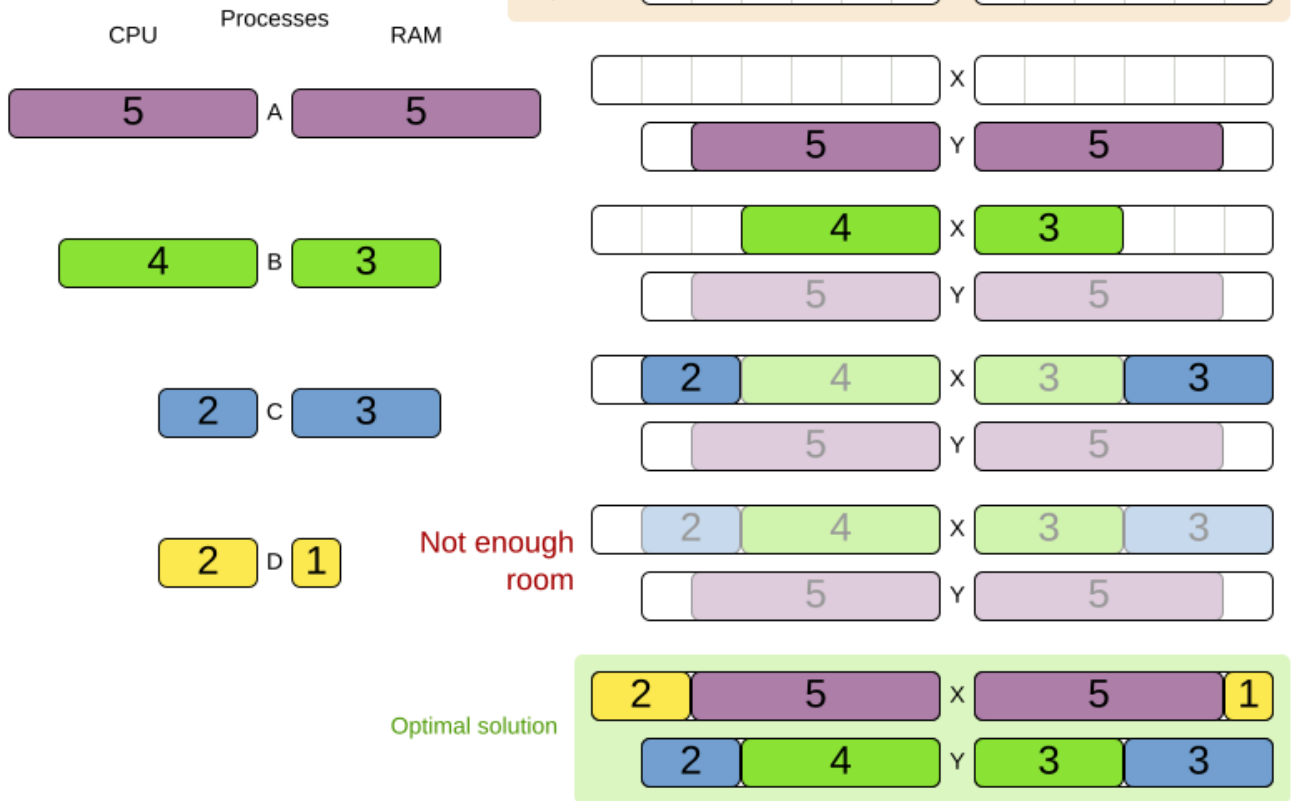 Processes
CPU RAM
X
5 A 5
5 Y 5
4 X 3
4 B 3
5 Y 5
2 4 X 3 3
2 C 3
5 Y 5
2 4 X 3 3
Not enough
room
2 D 1
5 Y 5
2 5 X 5 1
Optimal solution
2 4 Y 3 3